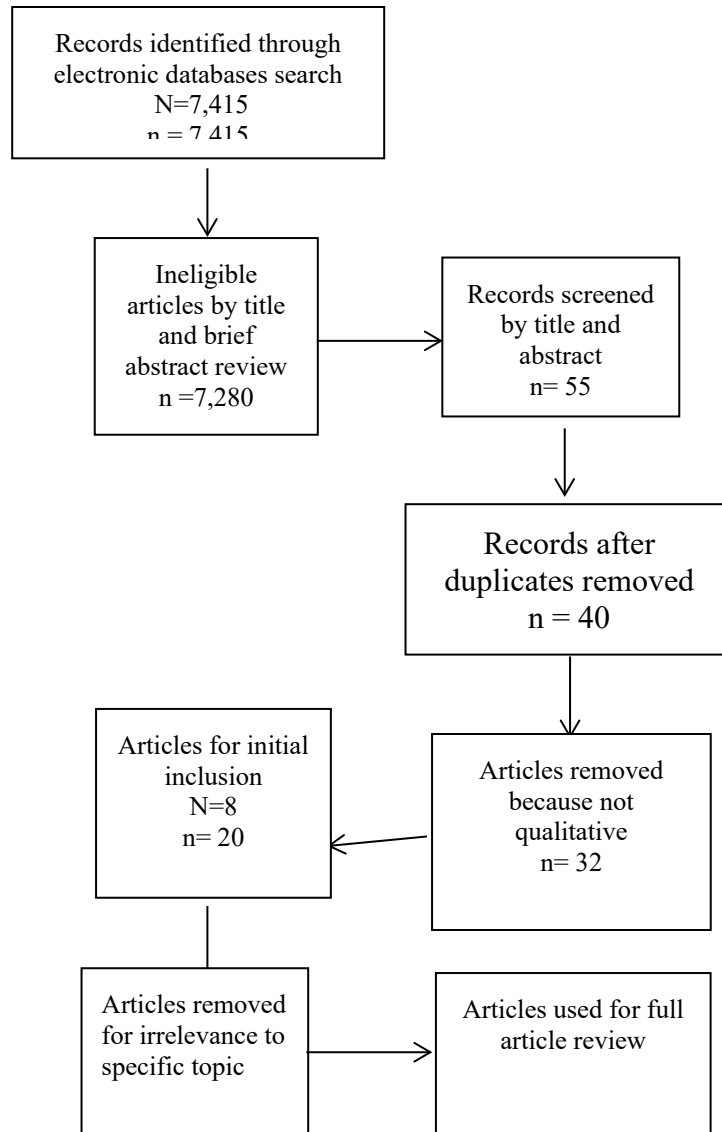 Records identified through
electronic databases search
N=7,415
n = 7,415
Ineligible
articles by title
and brief
abstract review
n =7,280
Records screened
by title and
abstract
n= 55
Records after
duplicates removed
n = 40
Articles removed
because not
qualitative
n= 32
Articles for initial
inclusion
N=8
n= 20
Articles removed
for irrelevance to
specific topic
Articles used for full
article review